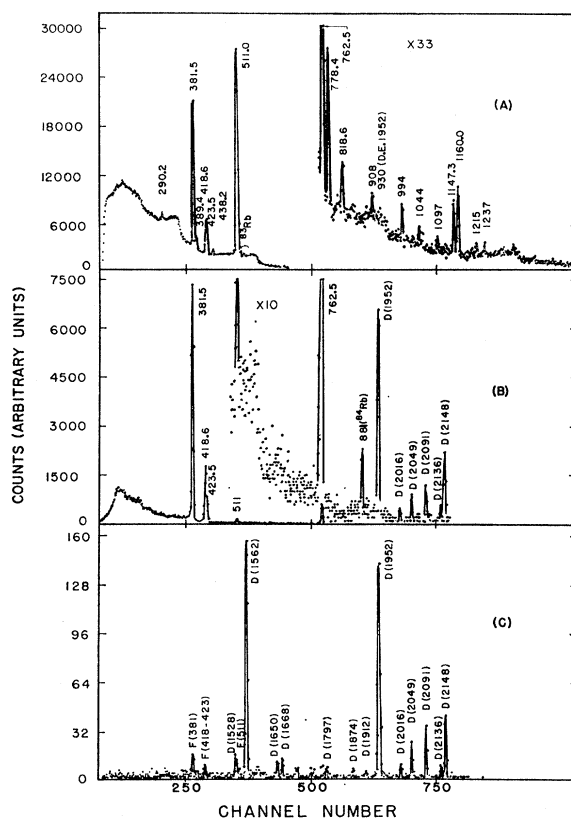 COUNTS (ARBITRARY UNITS)
30000
24000
18000
12000
6000
0
290.2
381.5
389.4
418.6
423.5
438.2
511.0
⁸³Rb
762.5
778.4
X33
818.6
908
930 (D.E.1952)
994
1044
1097
1147.3
1160.0
1215
1237
(A)
7500
6000
4500
3000
1500
0
381.5
418.6
423.5
511
X10
762.5
881(⁸⁴Rb)
D(1952)
D(2016)
D(2049)
D(2091)
D(2136)
D(2148)
(B)
160
128
96
64
32
0
F(381)
F(418-423)
D(1528)
F(511)
D(1562)
D(1650)
D(1668)
D(1797)
D(1874)
D(1912)
D(1952)
D(2016)
D(2049)
D(2091)
D(2136)
D(2148)
(C)
250
500
750
CHANNEL NUMBER